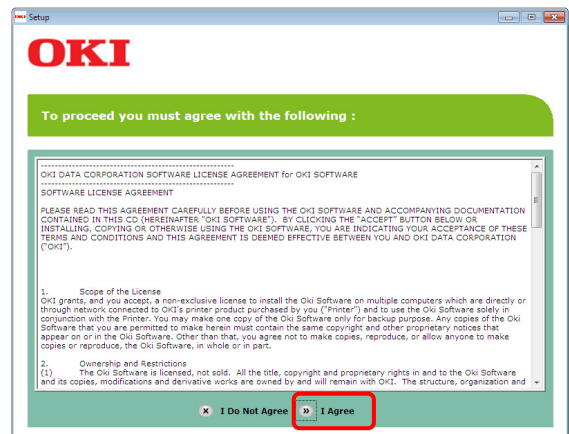 OKI Setup
OKI
To proceed you must agree with the following :
--------------------------------------------------------
OKI DATA CORPORATION SOFTWARE LICENSE AGREEMENT for OKI SOFTWARE
--------------------------------------------------------
SOFTWARE LICENSE AGREEMENT
PLEASE READ THIS AGREEMENT CAREFULLY BEFORE USING THE OKI SOFTWARE AND ACCOMPANYING DOCUMENTATION
CONTAINED IN THIS CD (HEREINAFTER "OKI SOFTWARE").  BY CLICKING THE "ACCEPT" BUTTON BELOW OR
INSTALLING, COPYING OR OTHERWISE USING THE OKI SOFTWARE, YOU ARE INDICATING YOUR ACCEPTANCE OF THESE
TERMS AND CONDITIONS AND THIS AGREEMENT IS DEEMED EFFECTIVE BETWEEN YOU AND OKI DATA CORPORATION
("OKI").
1. Scope of the License
OKI grants, and you accept, a non-exclusive license to install the Oki Software on multiple computers which are directly or
through network connected to OKI's printer product purchased by you ("Printer") and to use the Oki Software solely in
conjunction with the Printer. You may make one copy of the Oki Software only for backup purpose. Any copies of the Oki
Software that you are permitted to make herein must contain the same copyright and other proprietary notices that
appear on or in the Oki Software. Other than that, you agree not to make copies, reproduce, or allow anyone to make
copies or reproduce, the Oki Software, in whole or in part.
2. Ownership and Restrictions
(1) The Oki Software is licensed, not sold. All the title, copyright and proprietary rights in and to the Oki Software
and its copies, modifications and derivative works are owned by and will remain with OKI. The structure, organization and
I Do Not Agree I Agree